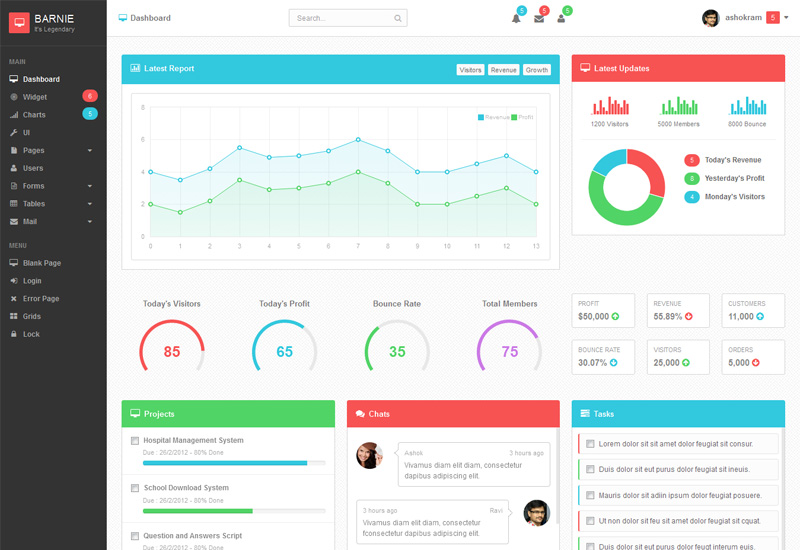 BARNIE
It's Legendary
Dashboard
Search...
5
5
5
ashokram 5
MAIN
Dashboard
Widget 6
Charts 5
UI
Pages
Users
Forms
Tables
Mail
MENU
Blank Page
Login
Error Page
Grids
Lock
Latest Report
Visitors Revenue Growth
Revenue Profit
8
6
4
2
0
0 1 2 3 4 5 6 7 8 9 10 11 12 13
Latest Updates
1200 Visitors 5000 Members 8000 Bounce
5 Today's Revenue
8 Yesterday's Profit
4 Monday's Visitors
Today's Visitors Today's Profit Bounce Rate Total Members
85 65 35 75
PROFIT REVENUE CUSTOMERS
$50,000 55.89% 11,000
BOUNCE RATE VISITORS ORDERS
30.07% 25,000 5,000
Projects
Hospital Management System
Due : 26/2/2012 - 80% Done
School Download System
Due : 26/2/2012 - 80% Done
Question and Answers Script
Chats
Ashok 3 hours ago
Vivamus diam elit diam, consectetur
dapibus adipiscing elit.
3 hours ago Ravi
Vivamus diam elit diam, consectetur
fconsectetur dapibus adipiscing
elit.
Tasks
Lorem dolor sit sit amet dolor feugiat sit consur.
Duis dolor sit eut purus dolor feugiat sit ineuis.
Mauris dolor sit adin ipsum dolor feugiat posuere.
Ut non dolor sit feu sit amet dolor feugiat sit cquat.
Duis dolor sit eut purus dolor feugt interum euis.